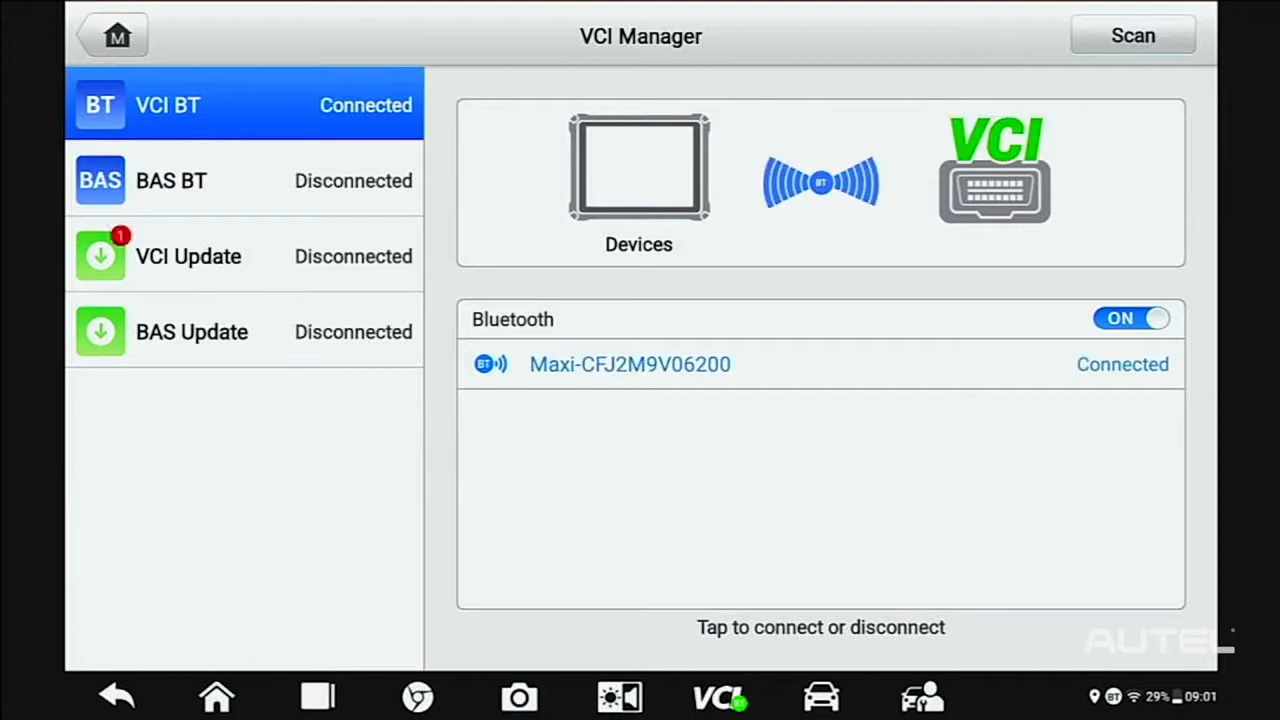 M
VCI Manager
Scan
BT VCI BT Connected
BAS BAS BT Disconnected
1
VCI Update Disconnected
BAS Update Disconnected
VCI
BT
Devices
Bluetooth ON
BT Maxi-CFJ2M9V06200 Connected
Tap to connect or disconnect
AUTEL
VCI BT
BT 29% 09:01